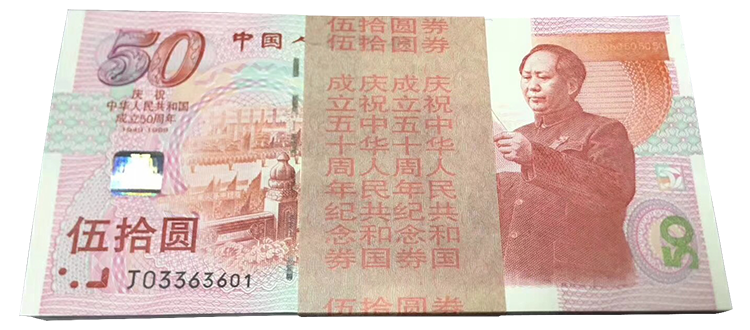 50
中国人
庆祝
中华人民共和国
成立50周年
1949-1999
伍拾圆
J03363601
伍拾圆券
伍拾圆券
庆祝中华人民共和国
成立五十周年纪念券
庆祝中华人民共和国
成立五十周年纪念券
伍拾圆券
50